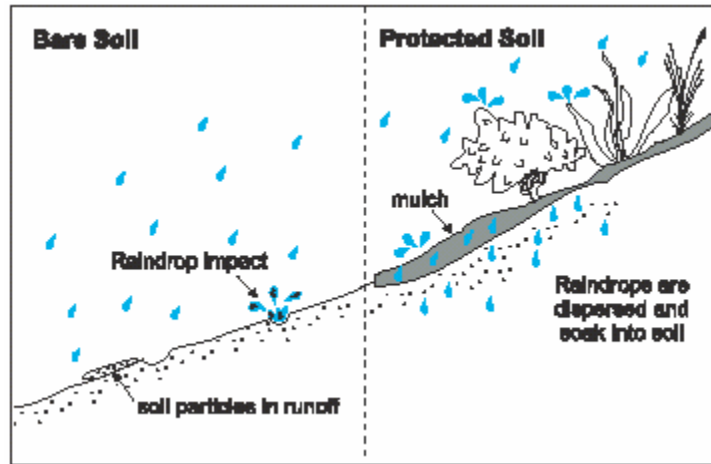 Bare Soil
Protected Soil
mulch
Raindrop impact
Raindrops are
dispersed and
soak into soil
soil particles in runoff